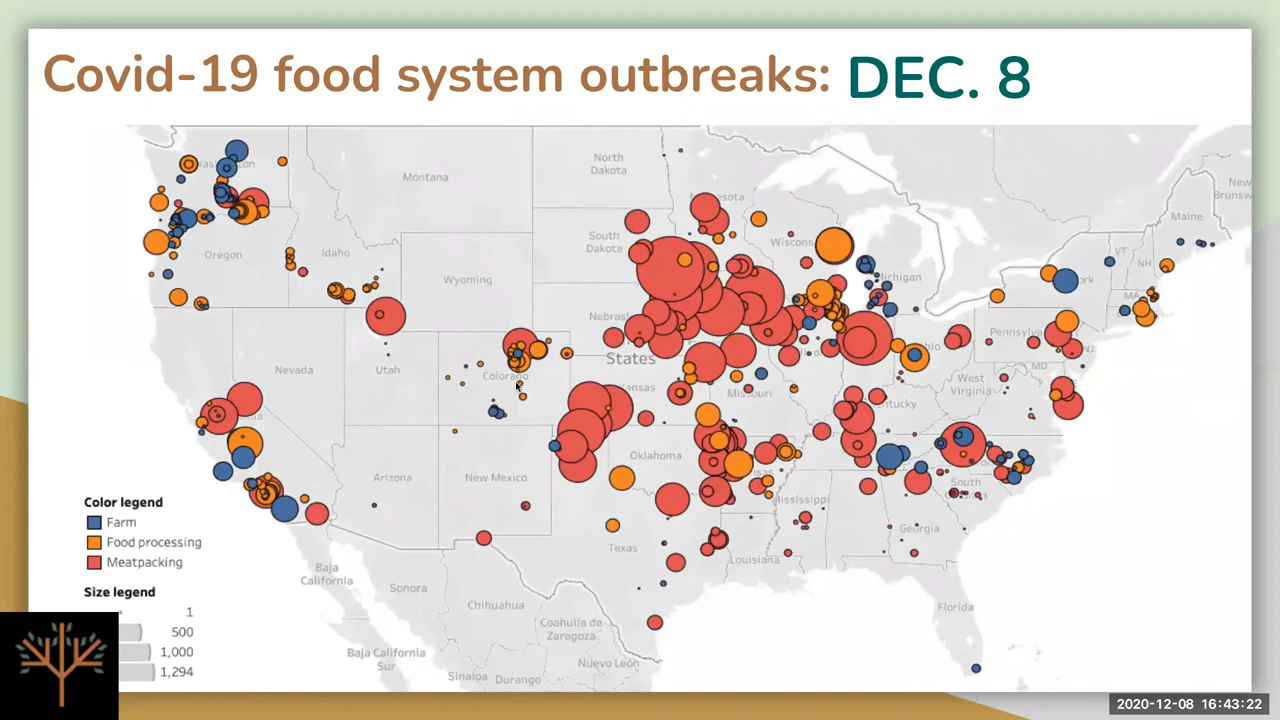 Covid-19 food system outbreaks: DEC. 8
North
Dakota
Montana
Maine
New
Brunsw
South
Dakota
Wiscons
Oregon
Idaho
VT
NH
Michigan
Wyoming
MA
Nebras
Pennsylva
States
NJ
Nevada
Utah
Colorado
MD
West
Virginia
Missouri
Kentucky
Oklahoma
Arizona
New Mexico
South
Mississippi
Georgia
Texas
Louisiana
Color legend
Farm
Food processing
Meatpacking
Baja
California
Sonora
Chihuahua
Florida
Size legend
1
500
1,000
1,294
Coahuila de
Zaragoza
Baja California
Sur
Nuevo León
Sinaloa
Durango
2020-12-08 16:43:22